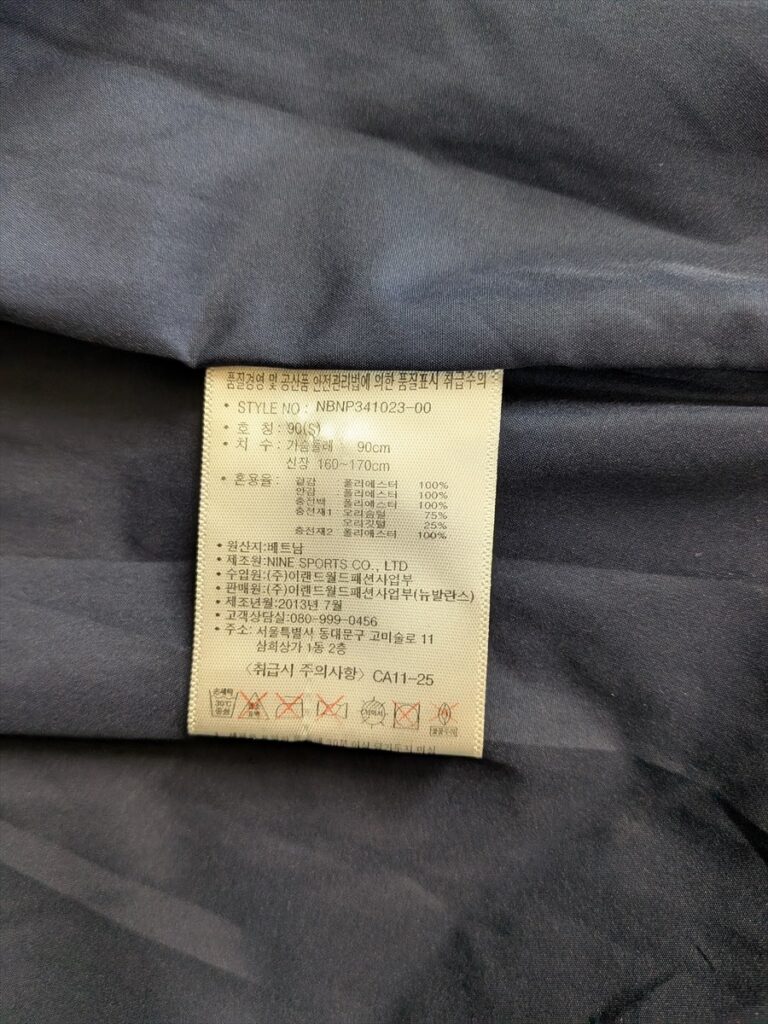 품질경영 및 공산품 안전관리법에 의한 품질표시 취급주의
• STYLE NO : NBNP341023-00
• 호 칭 : 90(S)
• 치 수 : 가슴둘레 : 90cm
신장 160~170cm
• 혼용율 : 겉감 폴리에스터 100%
안감 폴리에스터 100%
충전백 폴리에스터 100%
충전재1 오리솜털 75%
오리깃털 25%
충전재2 폴리에스터 100%
• 원산지:베트남
• 제조원:NINE SPORTS CO., LTD
• 수입원:(주)이랜드월드패션사업부
• 판매원:(주)이랜드월드패션사업부(뉴발란스)
• 제조년월:2013년 7월
• 고객상담실:080-999-0456
• 주소: 서울특별시 동대문구 고미술로 11
삼희상가 1동 2층
〈취급시 주의사항〉 CA11-25
손세탁
30℃
중성